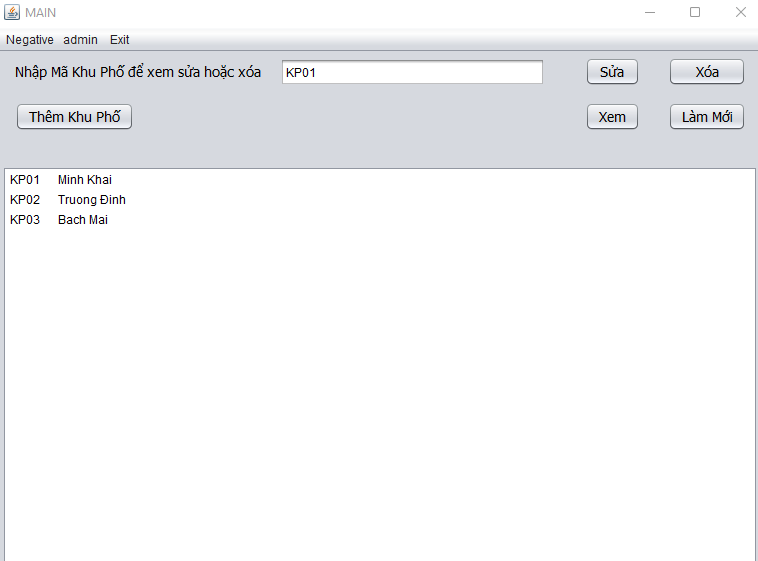 MAIN
Negative admin Exit
Nhập Mã Khu Phố để xem sửa hoặc xóa KP01 Sửa Xóa
Thêm Khu Phố Xem Làm Mới
KP01 Minh Khai
KP02 Truong Đinh
KP03 Bach Mai